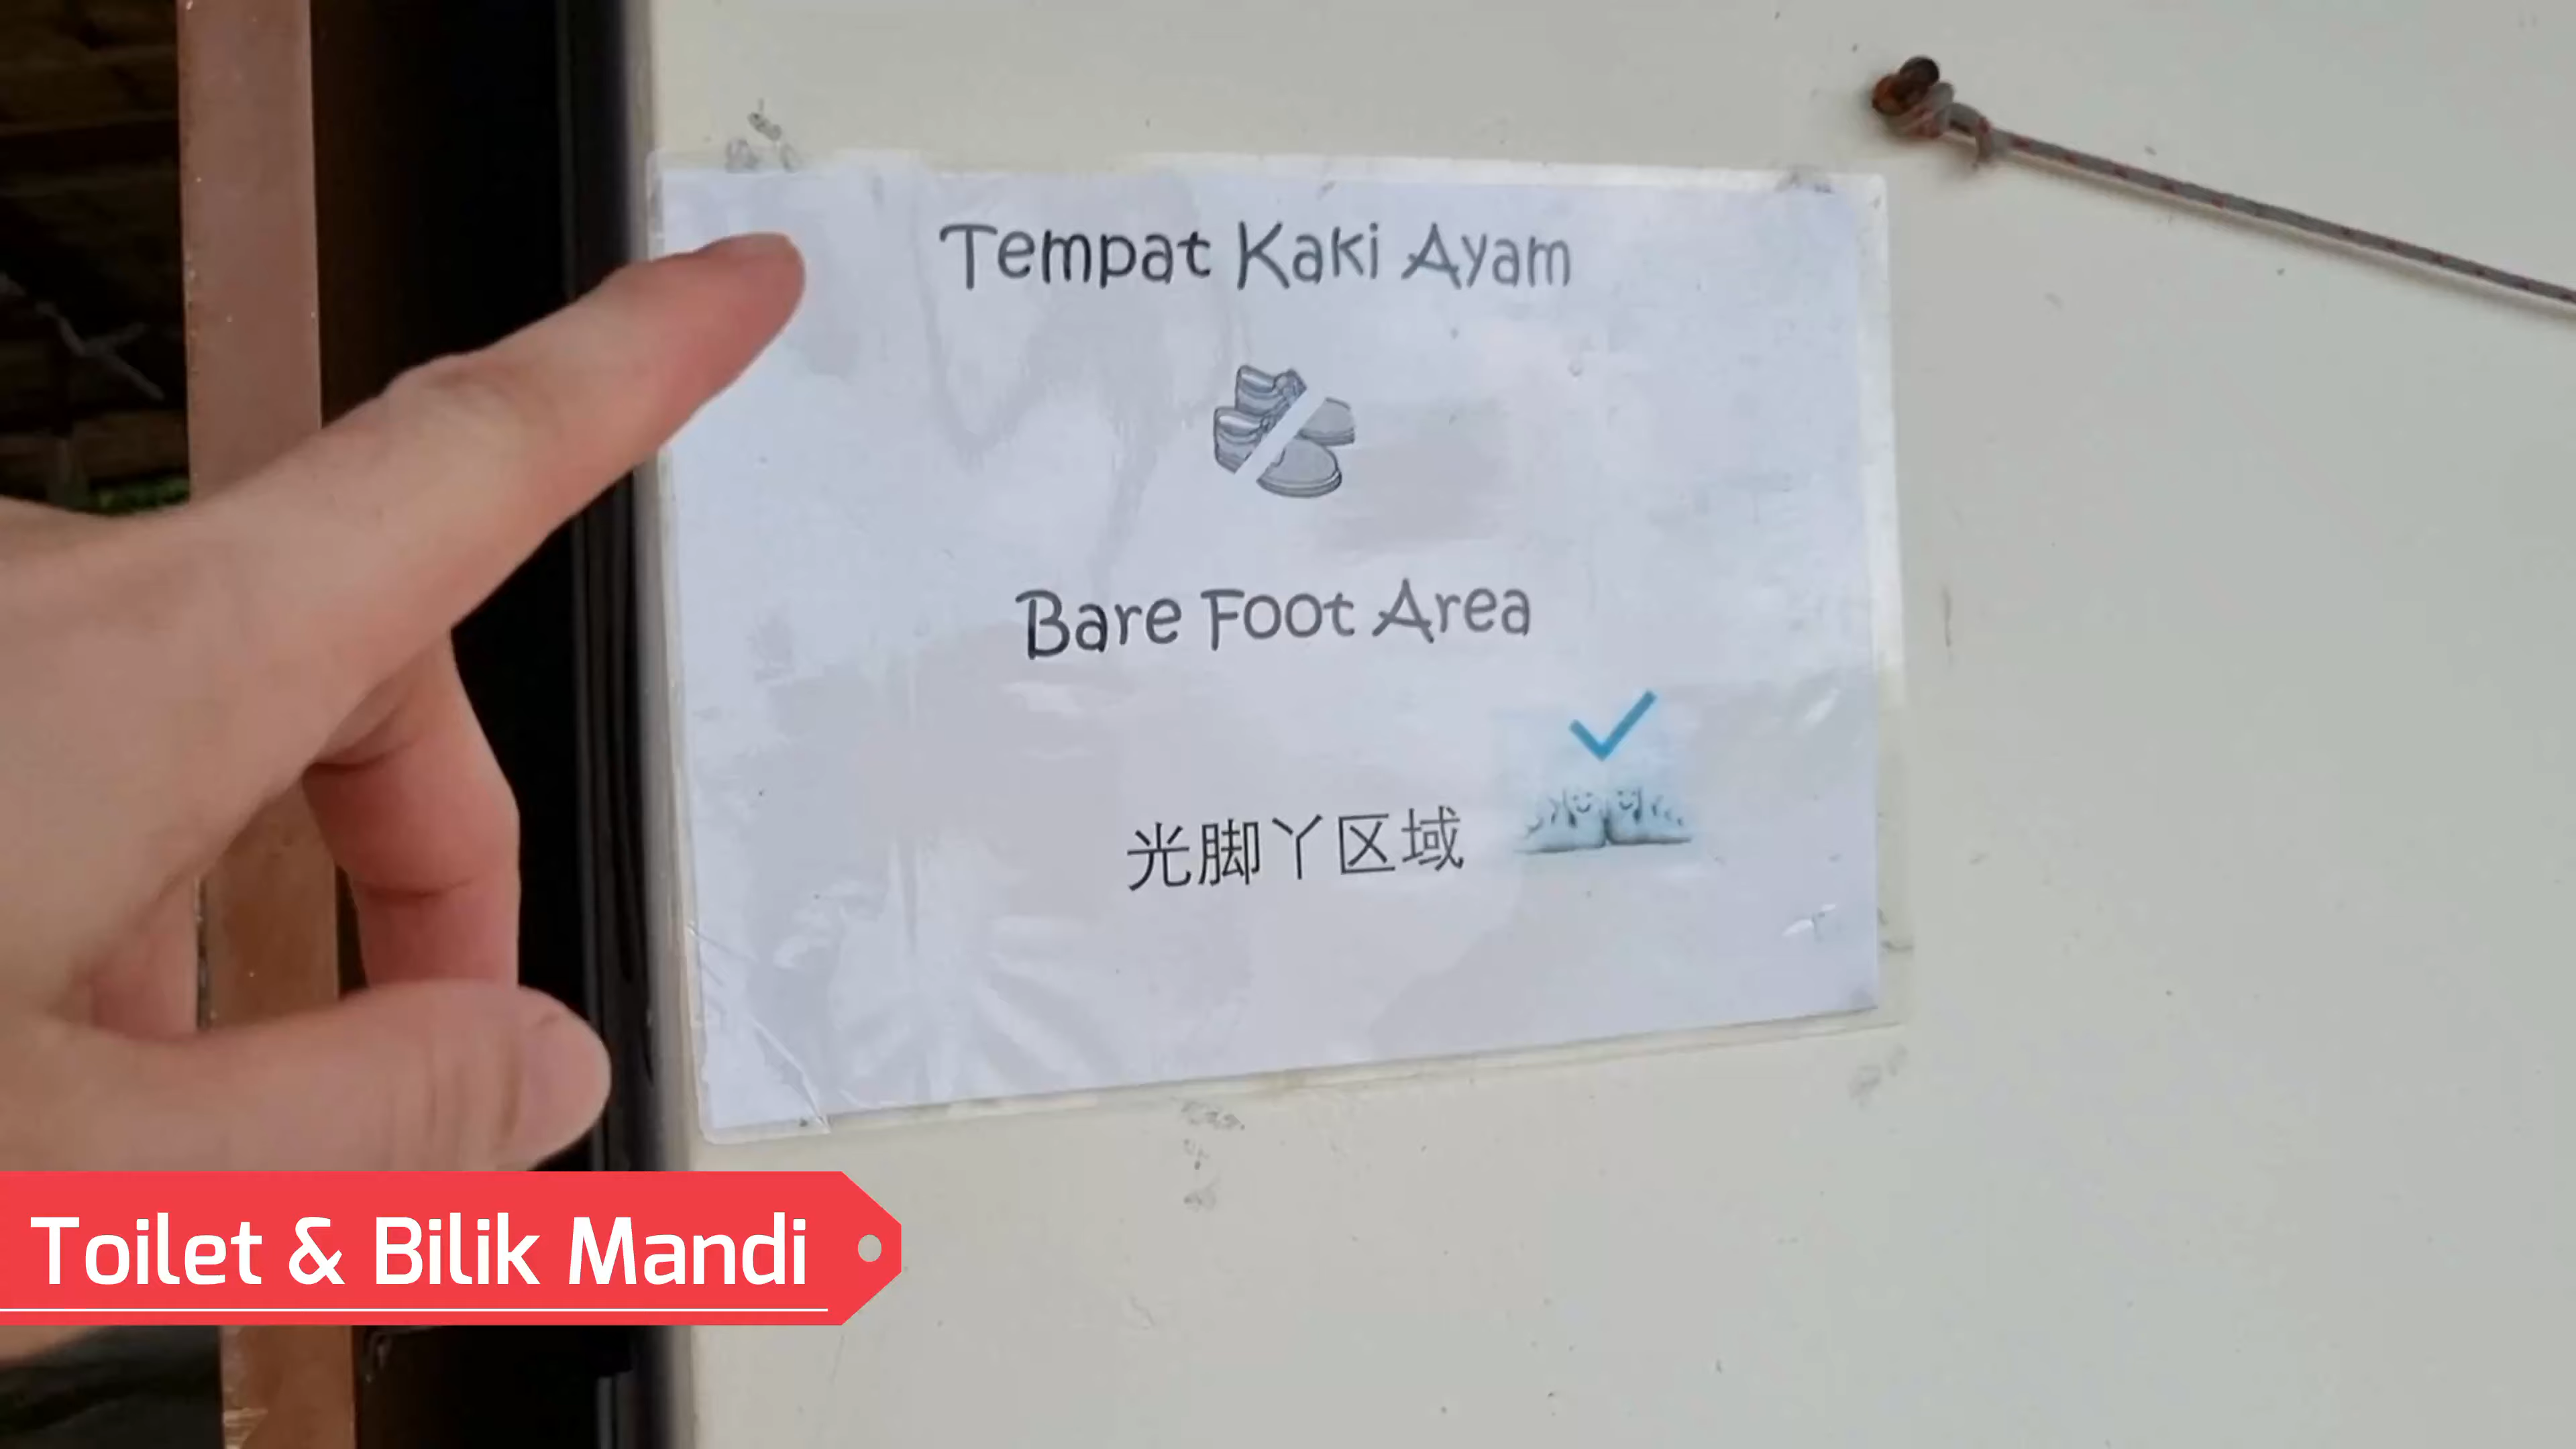 Tempat Kaki Ayam
Bare Foot Area
光脚丫区域
Toilet & Bilik Mandi